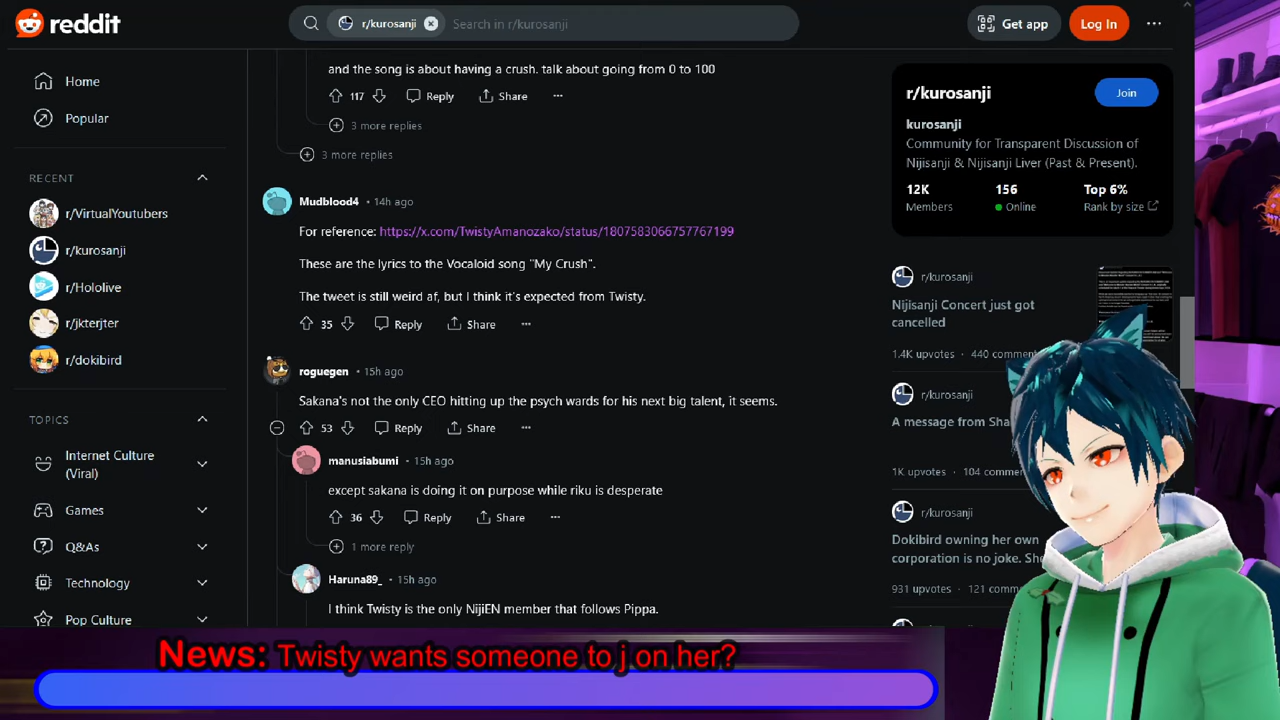 reddit
r/kurosanji
Search in r/kurosanji
Get app
Log In
Home
Popular
RECENT
r/VirtualYoutubers
r/kurosanji
r/Hololive
r/jkterjter
r/dokibird
TOPICS
Internet Culture
(Viral)
Games
Q&As
Technology
Pop Culture
and the song is about having a crush. talk about going from 0 to 100
117
Reply
Share
3 more replies
3 more replies
Mudblood4 • 14h ago
For reference: https://x.com/TwistyAmanozako/status/1807583066757767199
These are the lyrics to the Vocaloid song "My Crush".
The tweet is still weird af, but I think it's expected from Twisty.
35
Reply
Share
roguegen • 15h ago
Sakana's not the only CEO hitting up the psych wards for his next big talent, it seems.
53
Reply
Share
manusiabumi • 15h ago
except sakana is doing it on purpose while riku is desperate
36
Reply
Share
1 more reply
Haruna89_ • 15h ago
I think Twisty is the only NijiEN member that follows Pippa.
r/kurosanji
Join
kurosanji
Community for Transparent Discussion of
Nijisanji & Nijisanji Liver (Past & Present).
12K
156
Top 6%
Members
Online
Rank by size
r/kurosanji
Nijisanji Concert just got
cancelled
1.4K upvotes • 440
r/kurosanji
A message from
1K upvotes • 104
r/kurosanji
Dokibird owning her own
corporation is no joke.
931 upvotes • 121
News: Twisty wants someone to j on her?